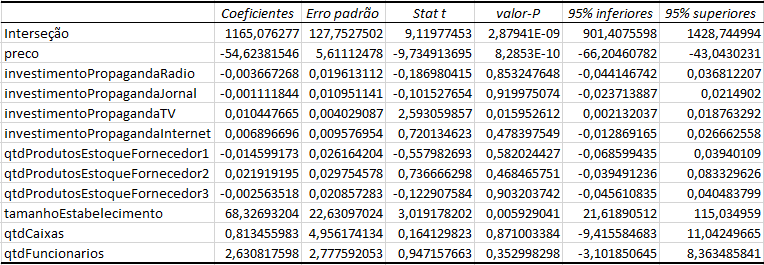 Coeficientes Erro padrão Stat t valor-P 95% inferiores 95% superiores
Interseção 1165,076277 127,7527502 9,11977453 2,87941E-09 901,4075598 1428,744994
preco -54,62381546 5,61112478 -9,734913695 8,2853E-10 -66,20460782 -43,0430231
investimentoPropagandaRadio -0,003667268 0,019613112 -0,186980415 0,853247648 -0,044146742 0,036812207
investimentoPropagandaJornal -0,001111844 0,010951141 -0,101527654 0,919975074 -0,023713887 0,0214902
investimentoPropagandaTV 0,010447665 0,004029087 2,593059857 0,015952612 0,002132037 0,018763292
investimentoPropagandaInternet 0,006896696 0,009576954 0,720134623 0,478397549 -0,012869165 0,026662558
qtdProdutosEstoqueFornecedor1 -0,014599173 0,026164204 -0,557982693 0,582024427 -0,068599435 0,03940109
qtdProdutosEstoqueFornecedor2 0,021919195 0,029754578 0,736666298 0,468465751 -0,039491236 0,083329626
qtdProdutosEstoqueFornecedor3 -0,002563518 0,020857283 -0,122907584 0,903203742 -0,045610835 0,040483799
tamanhoEstabelecimento 68,32693204 22,63097024 3,019178202 0,005929041 21,61890512 115,034959
qtdCaixas 0,813455983 4,956174134 0,164129823 0,871003384 -9,415584683 11,04249665
qtdFuncionarios 2,630817598 2,777592053 0,947157663 0,352998298 -3,101850645 8,363485841